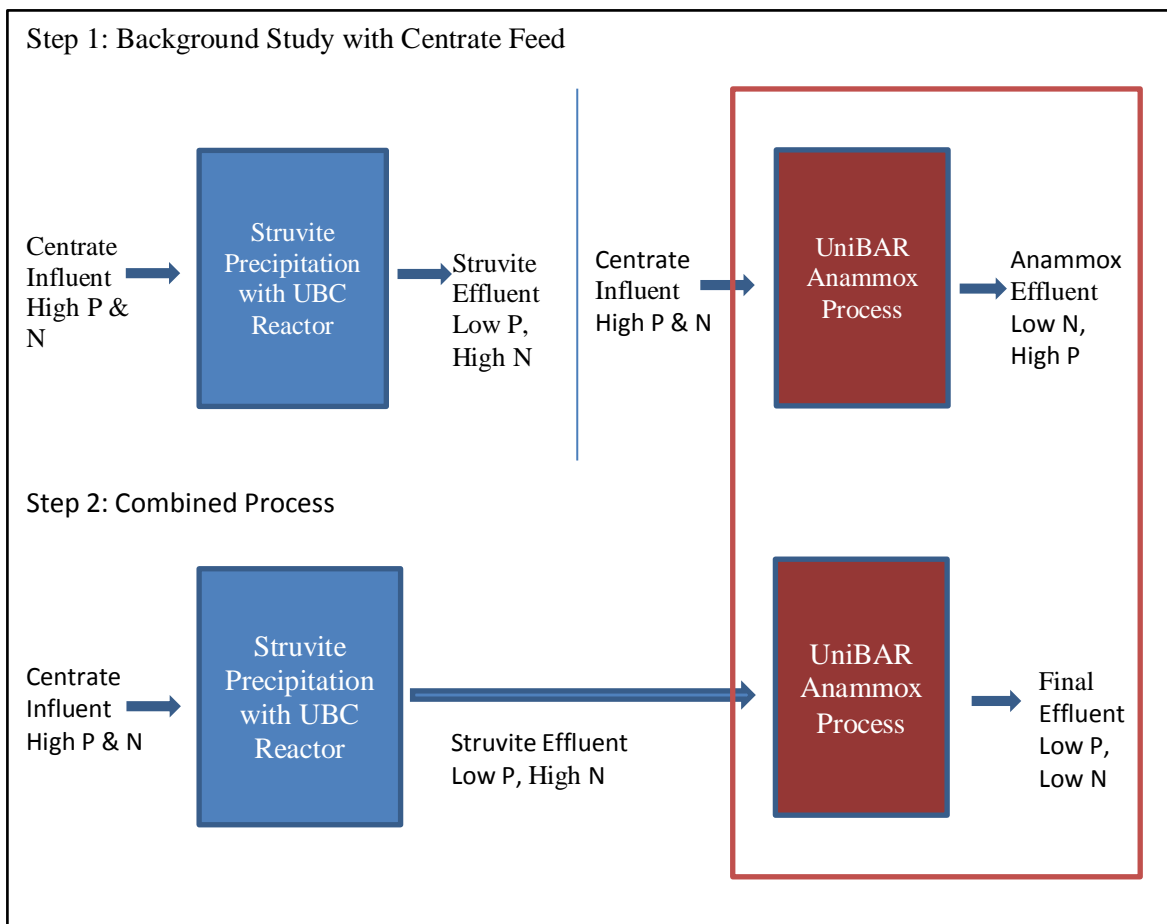 Step 1: Background Study with Centrate Feed
Centrate
Influent
High P &
N
Struvite
Precipitation
with UBC
Reactor
Struvite
Effluent
Low P,
High N
Centrate
Influent
High P & N
UniBAR
Anammox
Process
Anammox
Effluent
Low N,
High P
Step 2: Combined Process
Centrate
Influent
High P & N
Struvite
Precipitation
with UBC
Reactor
Struvite Effluent
Low P, High N
UniBAR
Anammox
Process
Final
Effluent
Low P,
Low N